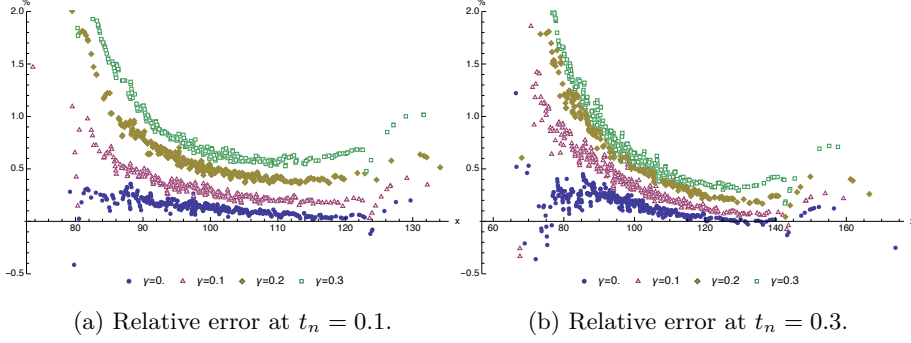 %
2.0
1.5
1.0
0.5
-0.5
80 90 100 110 120 130
x
γ=0. γ=0.1 γ=0.2 γ=0.3
(a) Relative error at tₙ = 0.1.
%
2.0
1.5
1.0
0.5
-0.5
60 80 100 120 140 160
γ=0. γ=0.1 γ=0.2 γ=0.3
(b) Relative error at tₙ = 0.3.